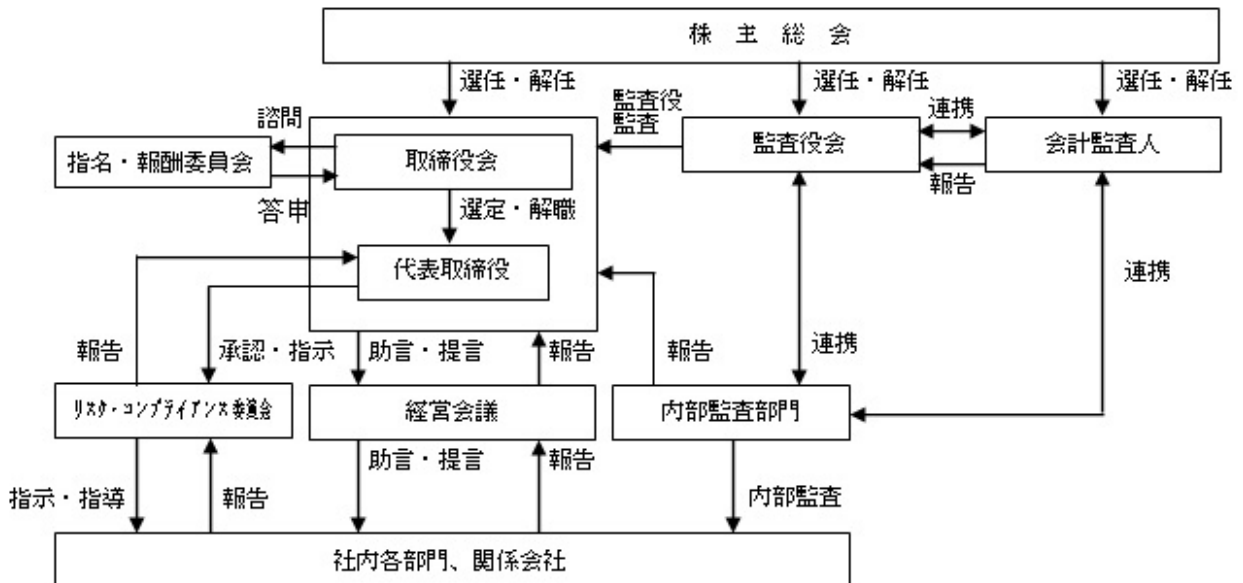 株 主 総 会
選任・解任
選任・解任
選任・解任
監査役
監査
連携
諮問
指名・報酬委員会
取締役会
監査役会
会計監査人
報告
答申
選定・解職
代表取締役
連携
報告
承認・指示
助言・提言
報告
報告
連携
リスク・コンプライアンス委員会
経営会議
内部監査部門
助言・提言
報告
指示・指導
報告
内部監査
社内各部門、関係会社